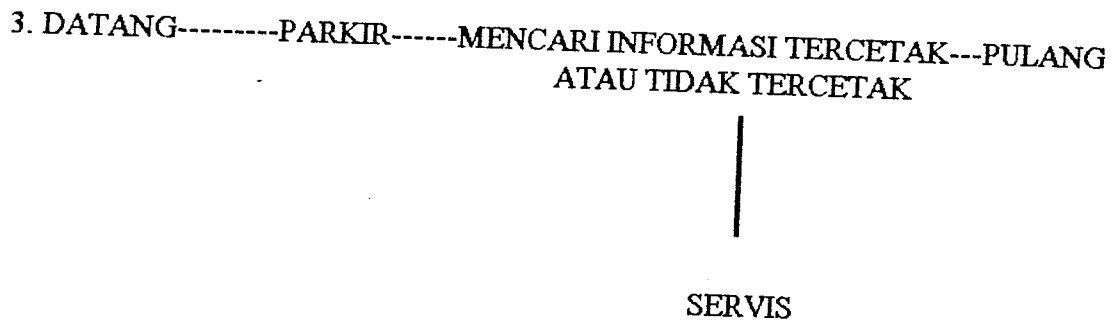 3. DATANG---------PARKIR------MENCARI INFORMASI TERCETAK---PULANG
ATAU TIDAK TERCETAK
SERVIS